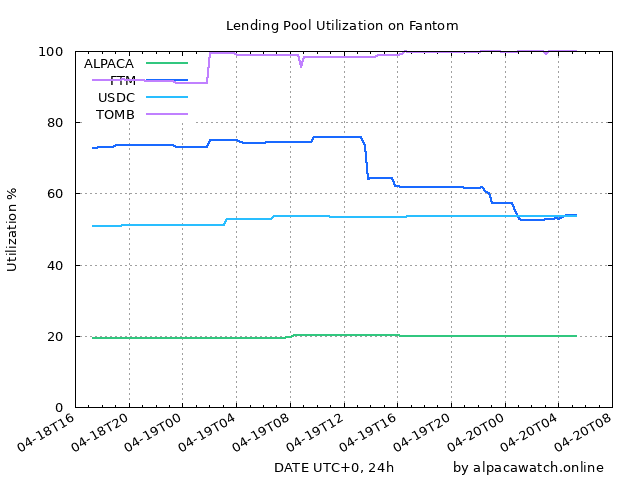 Lending Pool Utilization on Fantom
Utilization %
100
80
60
40
20
0
ALPACA
FTM
USDC
TOMB
04-18T16
04-18T20
04-19T00
04-19T04
04-19T08
04-19T12
04-19T16
04-19T20
04-20T00
04-20T04
04-20T08
DATE UTC+0, 24h
by alpacawatch.online